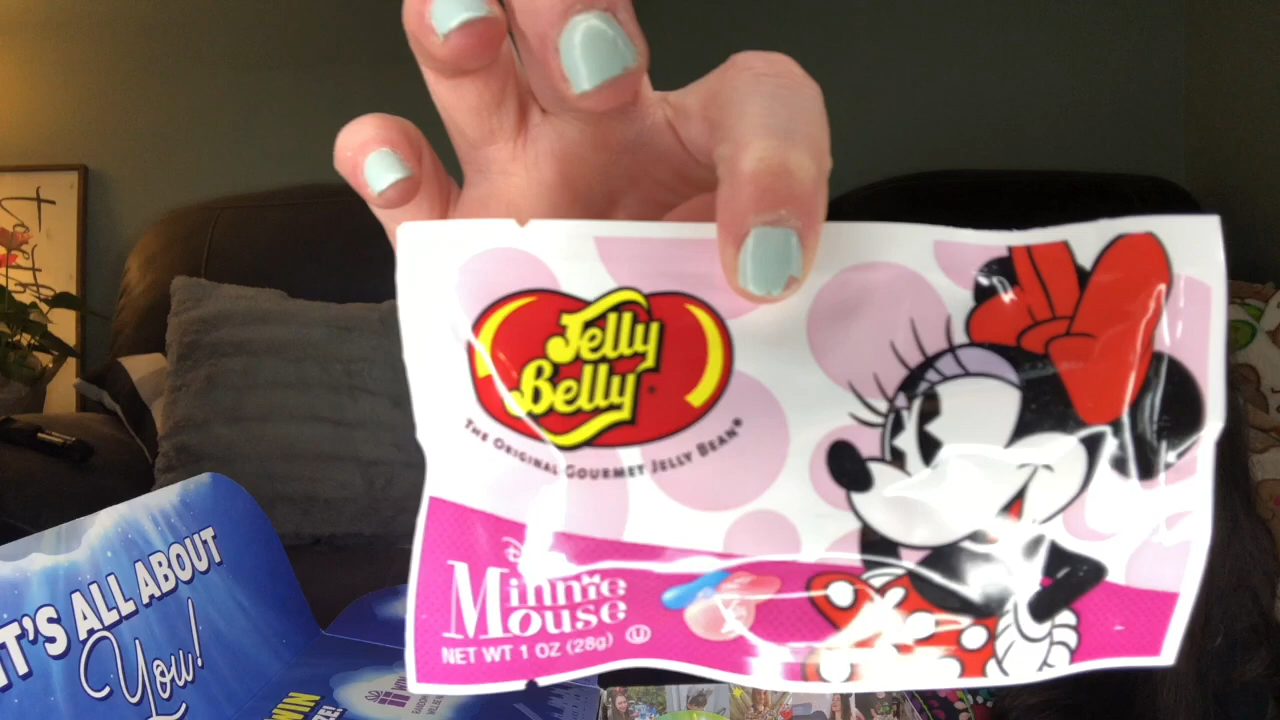 Jelly
Belly
THE ORIGINAL GOURMET JELLY BEAN®
Minnie
Mouse
NET WT 1 OZ (28g) Ⓤ
IT'S ALL ABOUT
You!
WIN
WIN